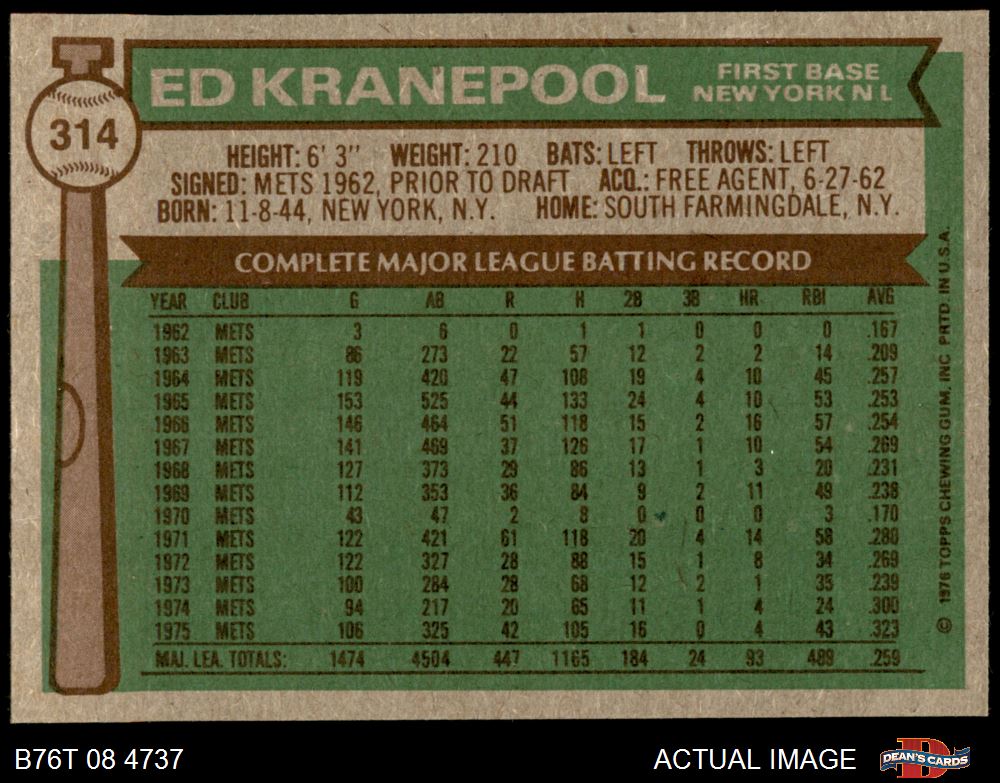 314
ED KRANEPOOL FIRST BASE
NEW YORK N L
HEIGHT: 6' 3" WEIGHT: 210 BATS: LEFT THROWS: LEFT
SIGNED: METS 1962, PRIOR TO DRAFT ACQ.: FREE AGENT, 6-27-62
BORN: 11-8-44, NEW YORK, N.Y. HOME: SOUTH FARMINGDALE, N.Y.
COMPLETE MAJOR LEAGUE BATTING RECORD
YEAR CLUB G AB R H 2B 3B HR RBI AVG
1962 METS 3 6 0 1 1 0 0 0 .167
1963 METS 86 273 22 57 12 2 2 14 .209
1964 METS 119 420 47 108 19 4 10 45 .257
1965 METS 153 525 44 133 24 4 10 53 .253
1966 METS 146 464 51 118 15 2 16 57 .254
1967 METS 141 469 37 126 17 1 10 54 .269
1968 METS 127 373 29 86 13 1 3 20 .231
1969 METS 112 353 36 84 9 2 11 49 .238
1970 METS 43 47 2 8 0 0 0 3 .170
1971 METS 122 421 61 118 20 4 14 58 .280
1972 METS 122 327 28 88 15 1 8 34 .269
1973 METS 100 284 28 68 12 2 1 35 .239
1974 METS 94 217 20 65 11 1 4 24 .300
1975 METS 106 325 42 105 16 0 4 43 .323
MAJ. LEA. TOTALS: 1474 4504 447 1165 184 24 93 489 .259
© 1976 TOPPS CHEWING GUM, INC. PRTD. IN U.S.A.
B76T 08 4737 ACTUAL IMAGE DEAN'S CARDS